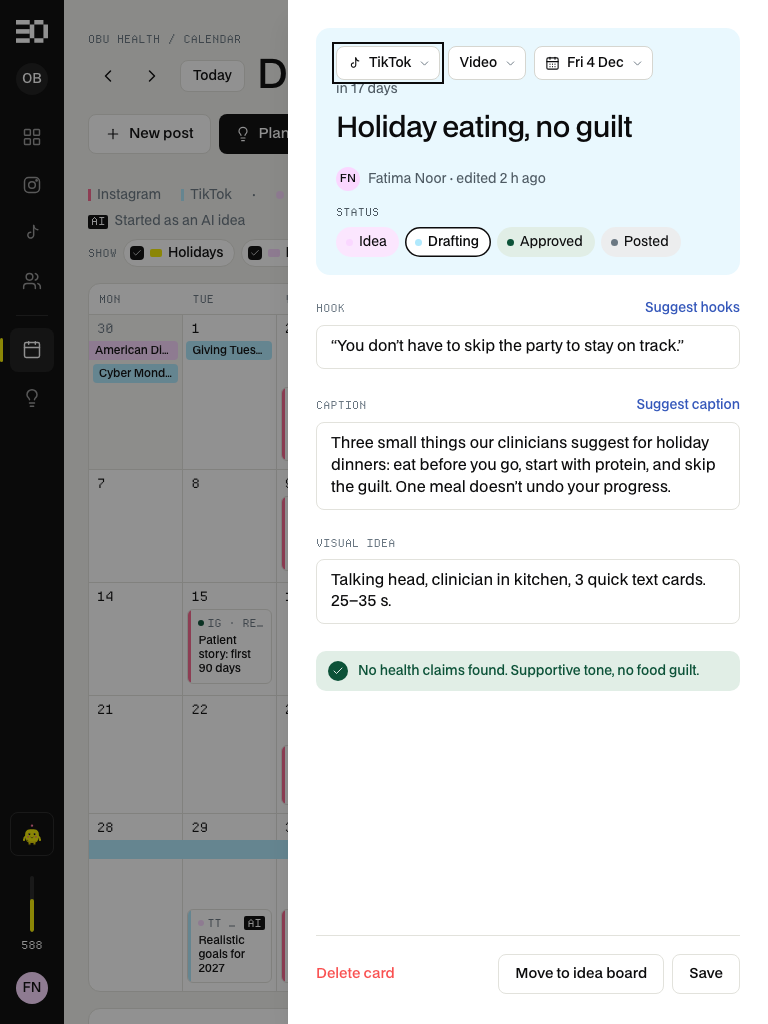 OBU HEALTH / CALENDAR
OB
Today
D
New post
Plan
Instagram
TikTok
·
AI Started as an AI idea
SHOW
Holidays
MON
TUE
30
1
American Di…
Giving Tues…
Cyber Mond…
7
8
14
15
IG · RE…
Patient
story: first
90 days
21
22
28
29
TT … AI
Realistic
goals for
2027
588
FN
TikTok
Video
Fri 4 Dec
in 17 days
Holiday eating, no guilt
FN Fatima Noor · edited 2 h ago
STATUS
Idea
Drafting
Approved
Posted
HOOK
Suggest hooks
“You don’t have to skip the party to stay on track.”
CAPTION
Suggest caption
Three small things our clinicians suggest for holiday
dinners: eat before you go, start with protein, and skip
the guilt. One meal doesn’t undo your progress.
VISUAL IDEA
Talking head, clinician in kitchen, 3 quick text cards.
25–35 s.
No health claims found. Supportive tone, no food guilt.
Delete card
Move to idea board
Save